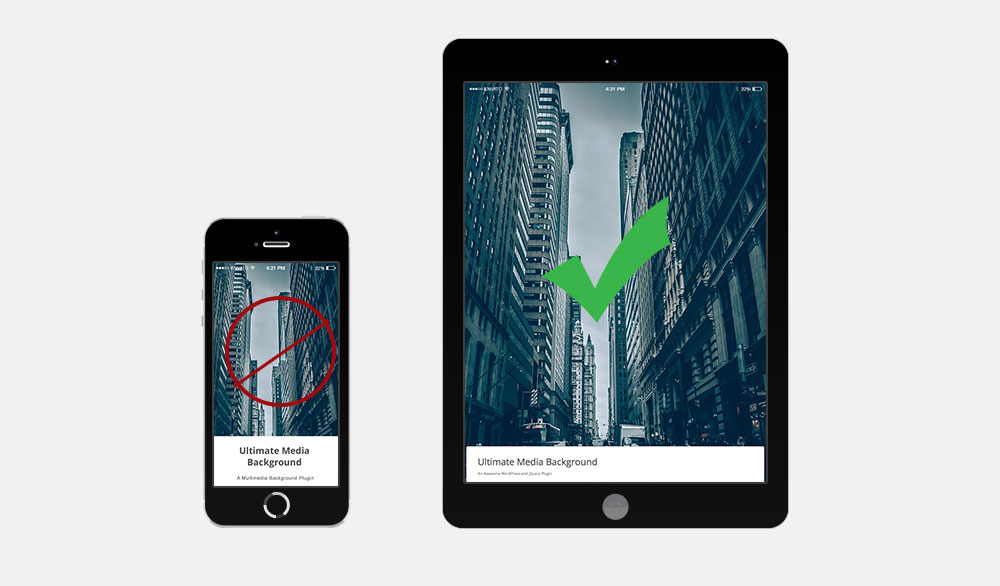 ENVATO 4:21 PM 22%
Ultimate Media
Background
A Multimedia Background Plugin
ENVATO 4:21 PM 22%
Ultimate Media Background
An Awesome WordPress and jQuery Plugin